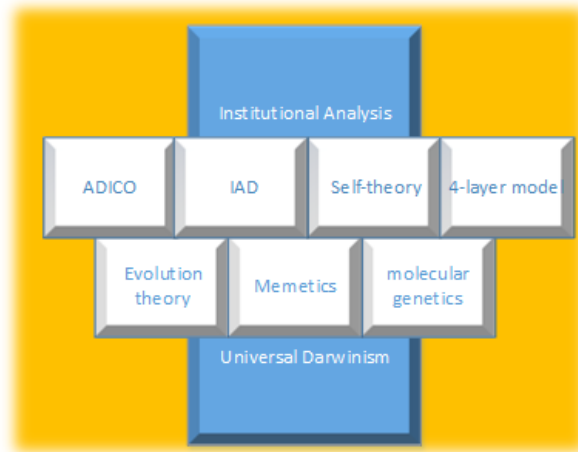 Institutional Analysis
ADICO
IAD
Self-theory
4-layer model
Evolution
theory
Memetics
molecular
genetics
Universal Darwinism